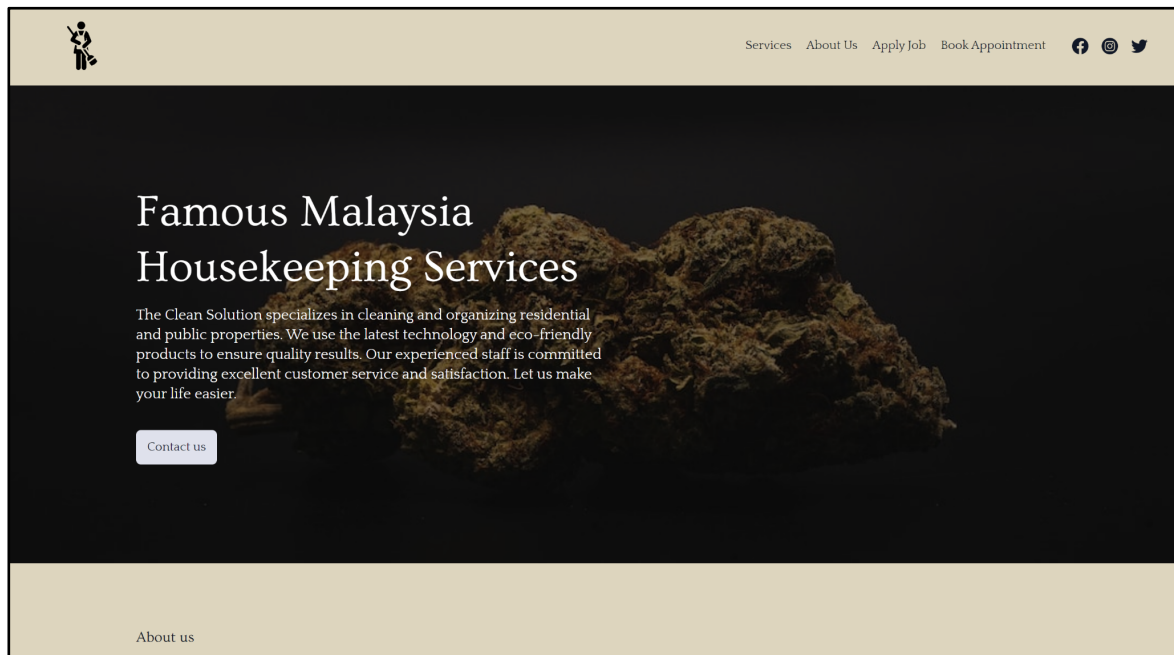 Services About Us Apply Job Book Appointment
Famous Malaysia
Housekeeping Services
The Clean Solution specializes in cleaning and organizing residential
and public properties. We use the latest technology and eco-friendly
products to ensure quality results. Our experienced staff is committed
to providing excellent customer service and satisfaction. Let us make
your life easier.
Contact us
About us